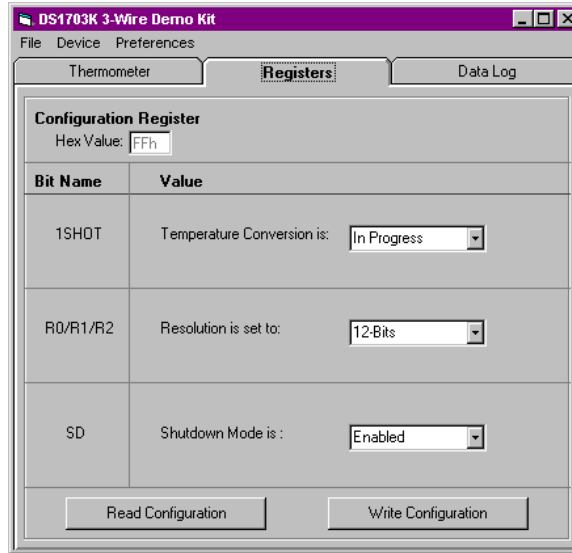 DS1703K 3-Wire Demo Kit
File Device Preferences
Thermometer Registers Data Log
Configuration Register
Hex Value: FFh
Bit Name Value
1SHOT Temperature Conversion is: In Progress
R0/R1/R2 Resolution is set to: 12-Bits
SD Shutdown Mode is : Enabled
Read Configuration Write Configuration